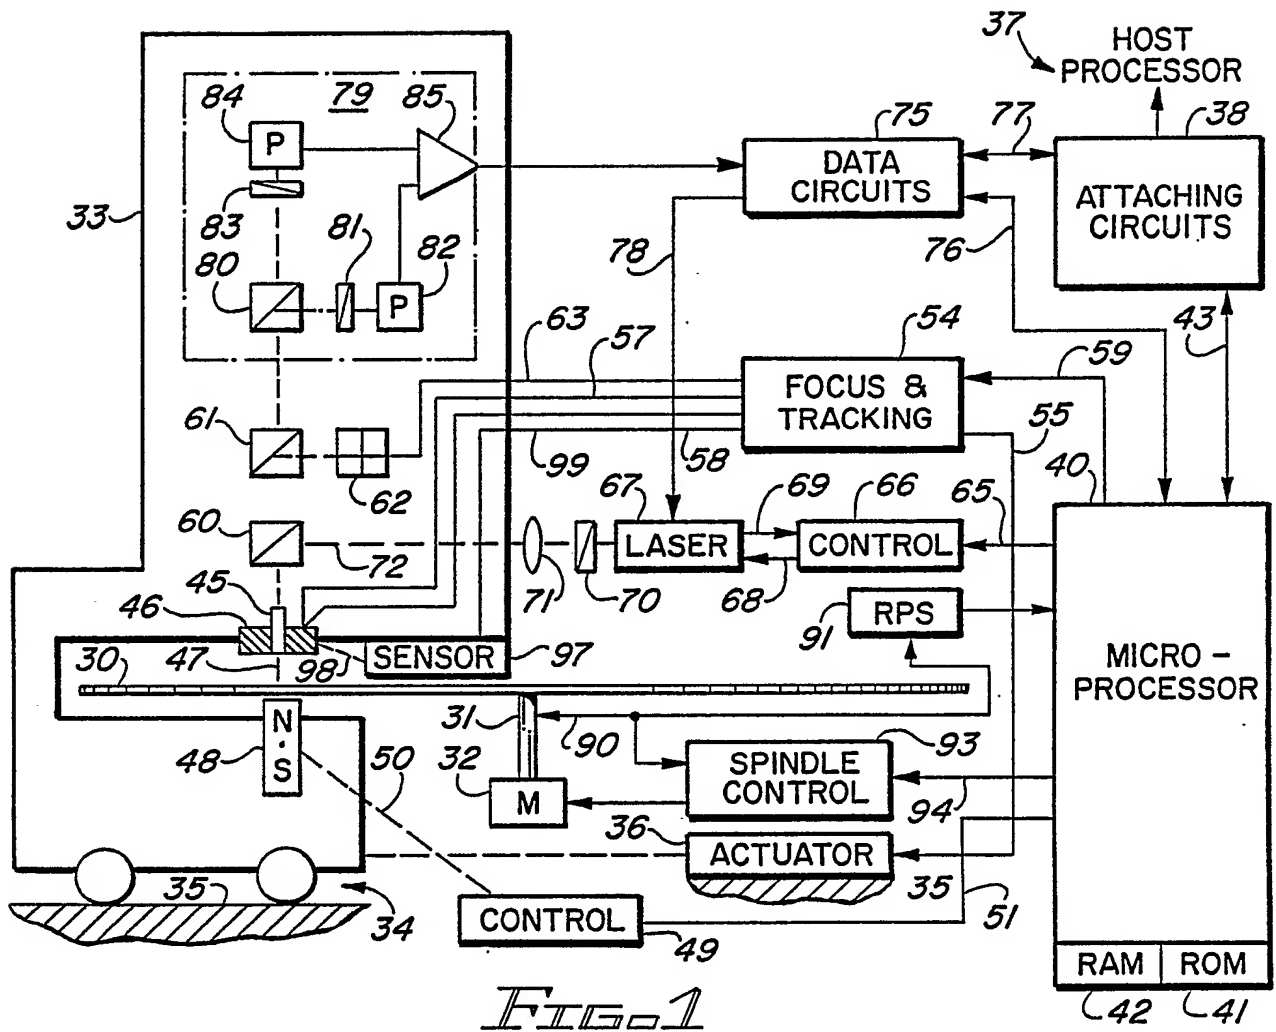 37
HOST
PROCESSOR
84
79
85
75
77
38
P
DATA
CIRCUITS
ATTACHING
CIRCUITS
33
83
81
82
78
76
80
P
63
57
54
59
43
FOCUS &
TRACKING
61
55
62
99
58
40
67
69
66
65
60
LASER
CONTROL
72
71
70
68
45
46
91
RPS
47
98
SENSOR
97
MICRO-
PROCESSOR
30
31
90
93
N
S
48
50
32
M
SPINDLE
CONTROL
94
36
ACTUATOR
35
35
34
CONTROL
49
51
RAM
ROM
42
41
FIG. 1